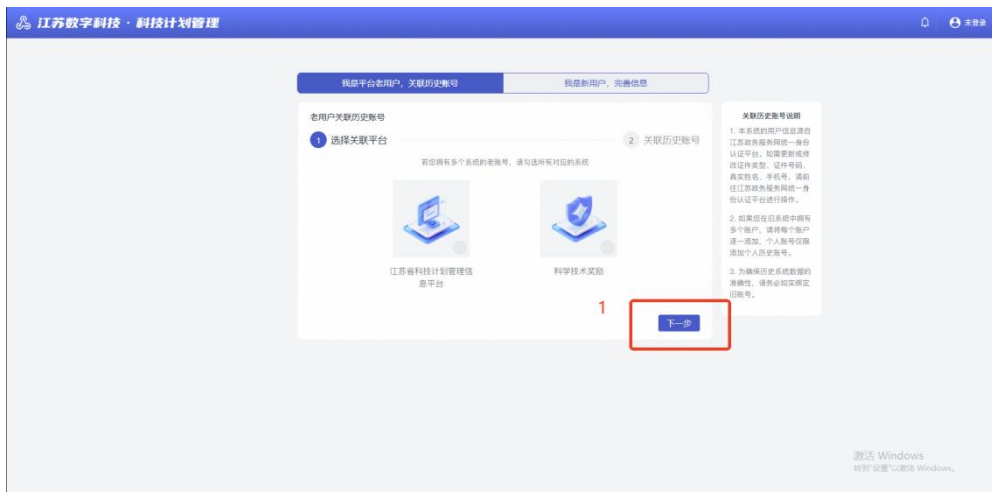 江苏数字科技 · 科技计划管理
未登录
我是平台老用户，关联历史账号
我是新用户，完善信息
老用户关联历史账号
1 选择关联平台
2 关联历史账号
若您拥有多个系统的老账号，请勾选所有对应的系统
江苏省科技计划管理信
息平台
科学技术奖励
1
下一步
关联历史账号说明
1. 本系统的用户信息源自
江苏政务服务网统一身份
认证平台。如需更新或修
改证件类型、证件号码、
真实姓名、手机号，请前
往江苏政务服务网统一身
份认证平台进行操作。
2. 如果您在旧系统中拥有
多个账户，请将每个账户
逐一添加，个人账号仅限
添加个人历史账号。
3. 为确保历史系统数据的
准确性，请务必如实绑定
旧账号。
激活 Windows
转到"设置"以激活 Windows。